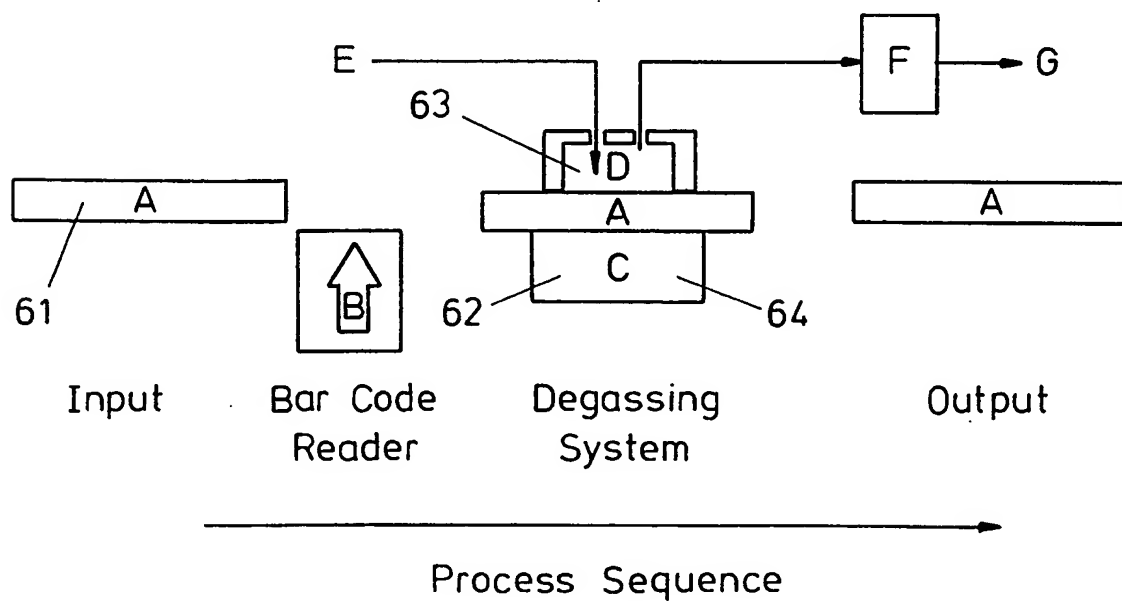 E
F
G
63
D
A
A
A
B
C
61
62
64
Input
Bar Code
Reader
Degassing
System
Output
Process Sequence